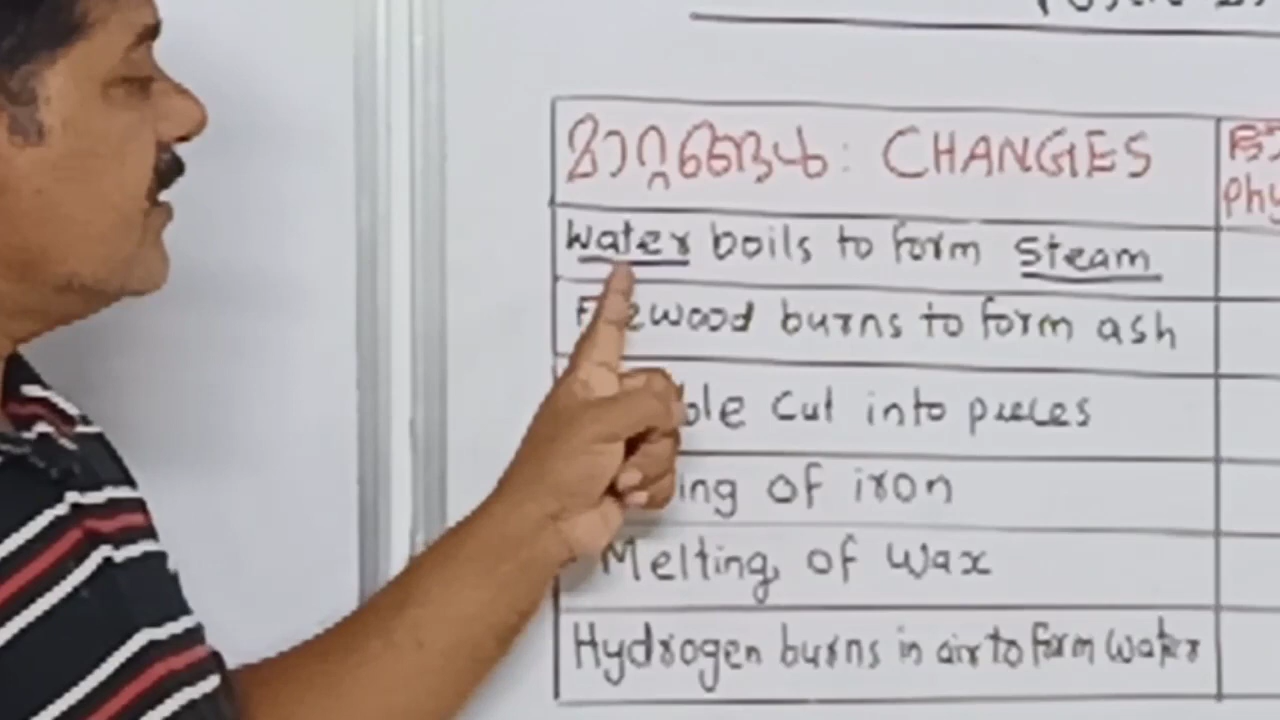 മാറ്റങ്ങൾ: CHANGES
Water boils to form Steam
burns to form ash
Cut into pieces
of iron
Melting of Wax
Hydrogen burns in air to form water